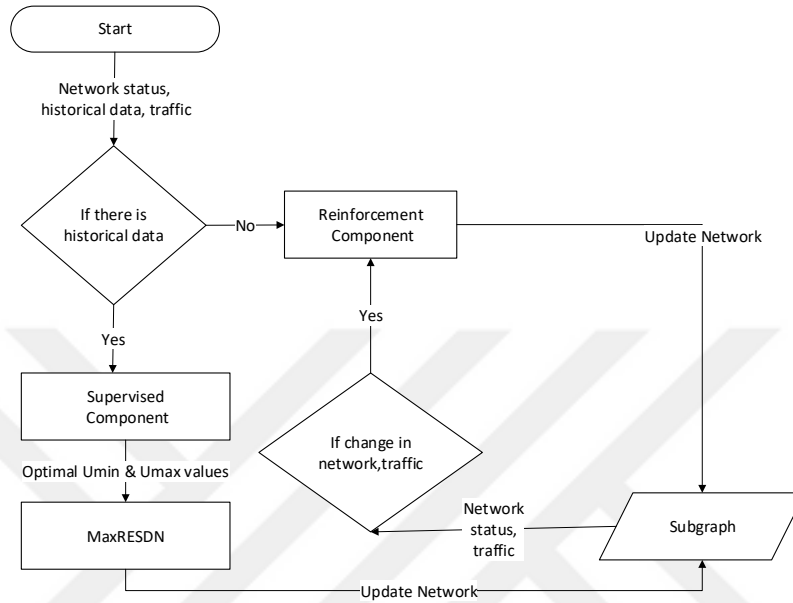 Start
Network status,
historical data, traffic
If there is
historical data
No
Reinforcement
Component
Update Network
Yes
Yes
Supervised
Component
If change in
network,traffic
Optimal Umin & Umax values
Network
status,
traffic
MaxRESDN
Subgraph
Update Network